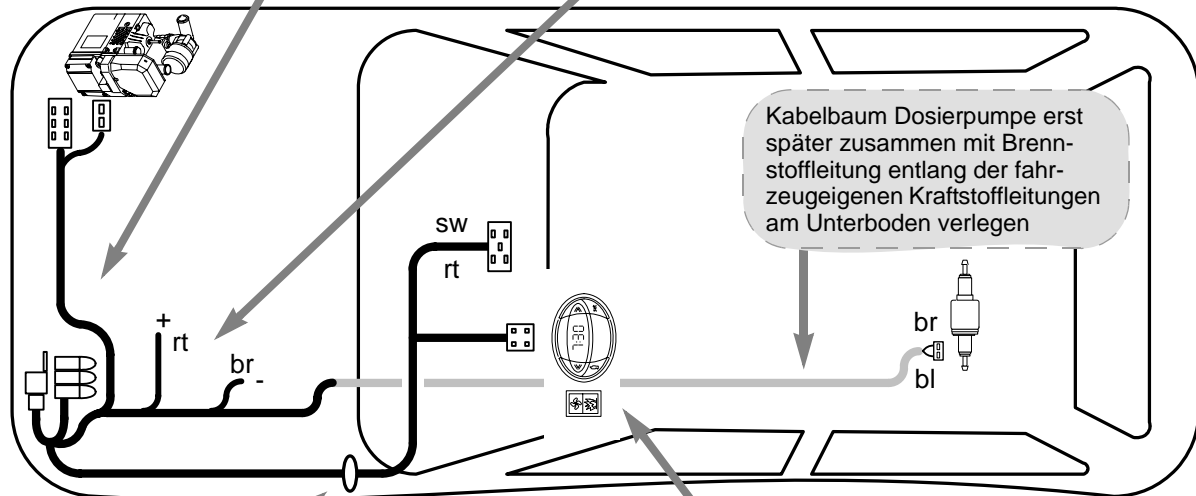 Kabelbaum Dosierpumpe erst
später zusammen mit Brenn-
stoffleitung entlang der fahr-
zeugeigenen Kraftstoffleitungen
am Unterboden verlegen
sw
rt
+
rt
br
-
br
bl